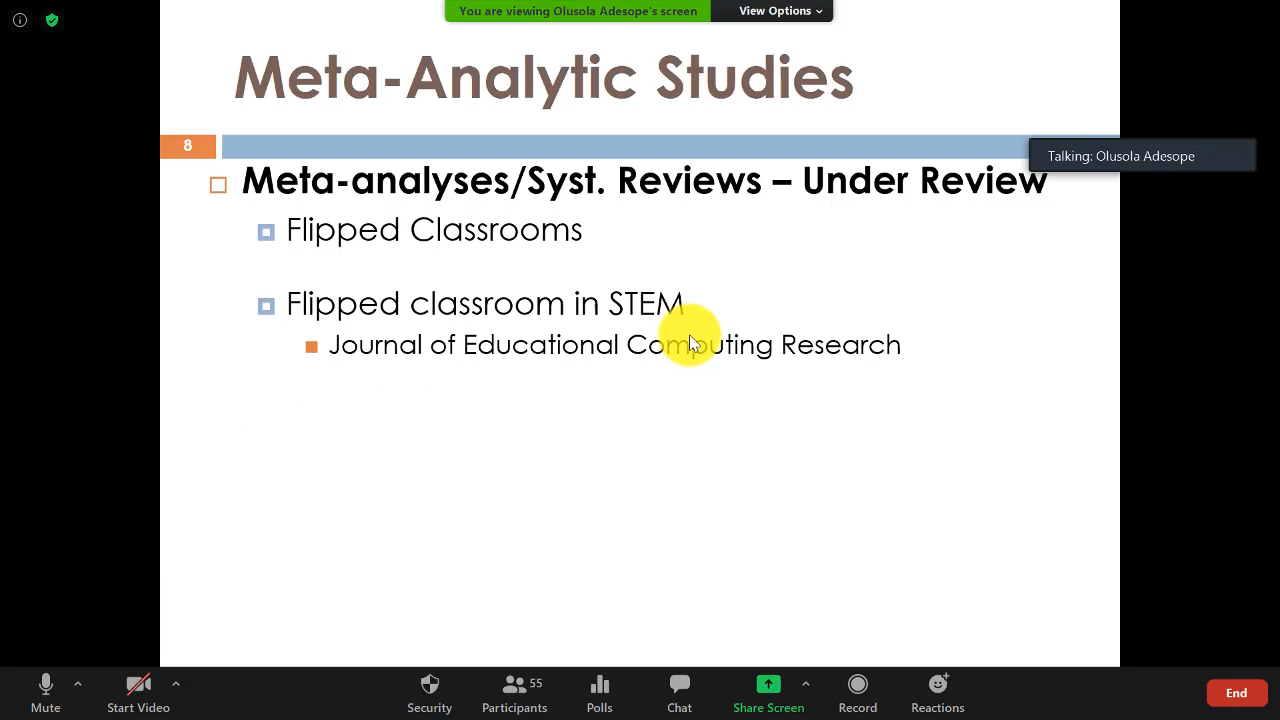 You are viewing Olusola Adesope's screen
View Options
Meta-Analytic Studies
8
Talking: Olusola Adesope
Meta-analyses/Syst. Reviews – Under Review
Flipped Classrooms
Flipped classroom in STEM
Journal of Educational Computing Research
Mute
Start Video
Security
Participants
55
Polls
Chat
Share Screen
Record
Reactions
End